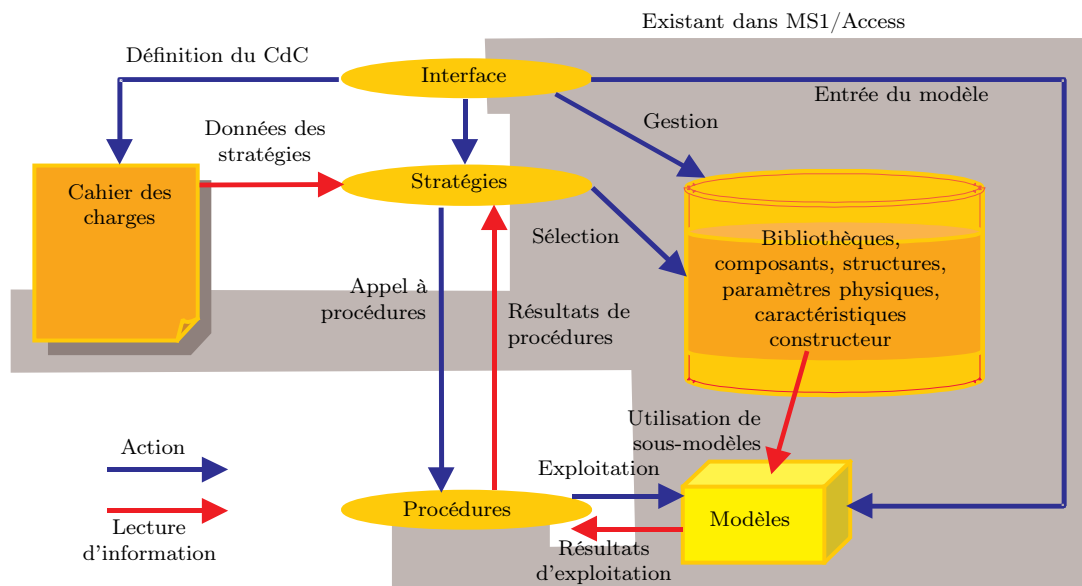 Existant dans MS1/Access
Définition du CdC
Interface
Entrée du modèle
Gestion
Données des
stratégies
Cahier des
charges
Stratégies
Sélection
Bibliothèques,
composants, structures,
paramètres physiques,
caractéristiques
constructeur
Appel à
procédures
Résultats de
procédures
Utilisation de
sous-modèles
Action
Exploitation
Procédures
Modèles
Lecture
d'information
Résultats
d'exploitation